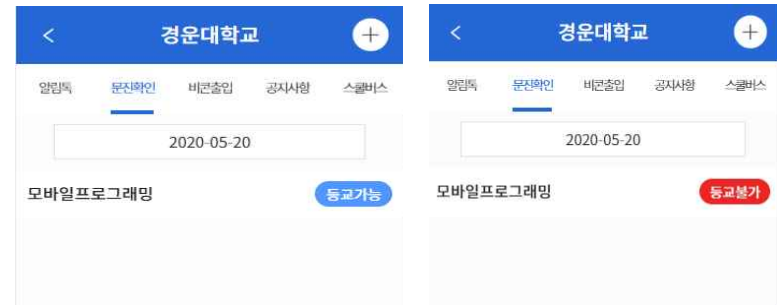 경운대학교
알림톡 문진확인 비콘출입 공지사항 스쿨버스
2020-05-20
모바일프로그래밍 등교가능
경운대학교
알림톡 문진확인 비콘출입 공지사항 스쿨버스
2020-05-20
모바일프로그래밍 등교불가